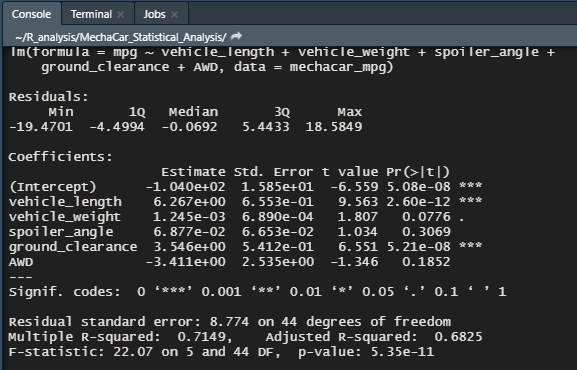 Console Terminal × Jobs ×
~/R_analysis/MechaCar_Statistical_Analysis/
lm(formula = mpg ~ vehicle_length + vehicle_weight + spoiler_angle +
    ground_clearance + AWD, data = mechacar_mpg)
Residuals:
     Min       1Q   Median       3Q      Max
-19.4701  -4.4994  -0.0692   5.4433  18.5849
Coefficients:
                   Estimate Std. Error t value Pr(>|t|)
(Intercept)      -1.040e+02  1.585e+01  -6.559 5.08e-08 ***
vehicle_length    6.267e+00  6.553e-01   9.563 2.60e-12 ***
vehicle_weight    1.245e-03  6.890e-04   1.807   0.0776 .
spoiler_angle     6.877e-02  6.653e-02   1.034   0.3069
ground_clearance  3.546e+00  5.412e-01   6.551 5.21e-08 ***
AWD              -3.411e+00  2.535e+00  -1.346   0.1852
---
Signif. codes:  0 ‘***’ 0.001 ‘**’ 0.01 ‘*’ 0.05 ‘.’ 0.1 ‘ ’ 1
Residual standard error: 8.774 on 44 degrees of freedom
Multiple R-squared:  0.7149,    Adjusted R-squared:  0.6825
F-statistic: 22.07 on 5 and 44 DF,  p-value: 5.35e-11